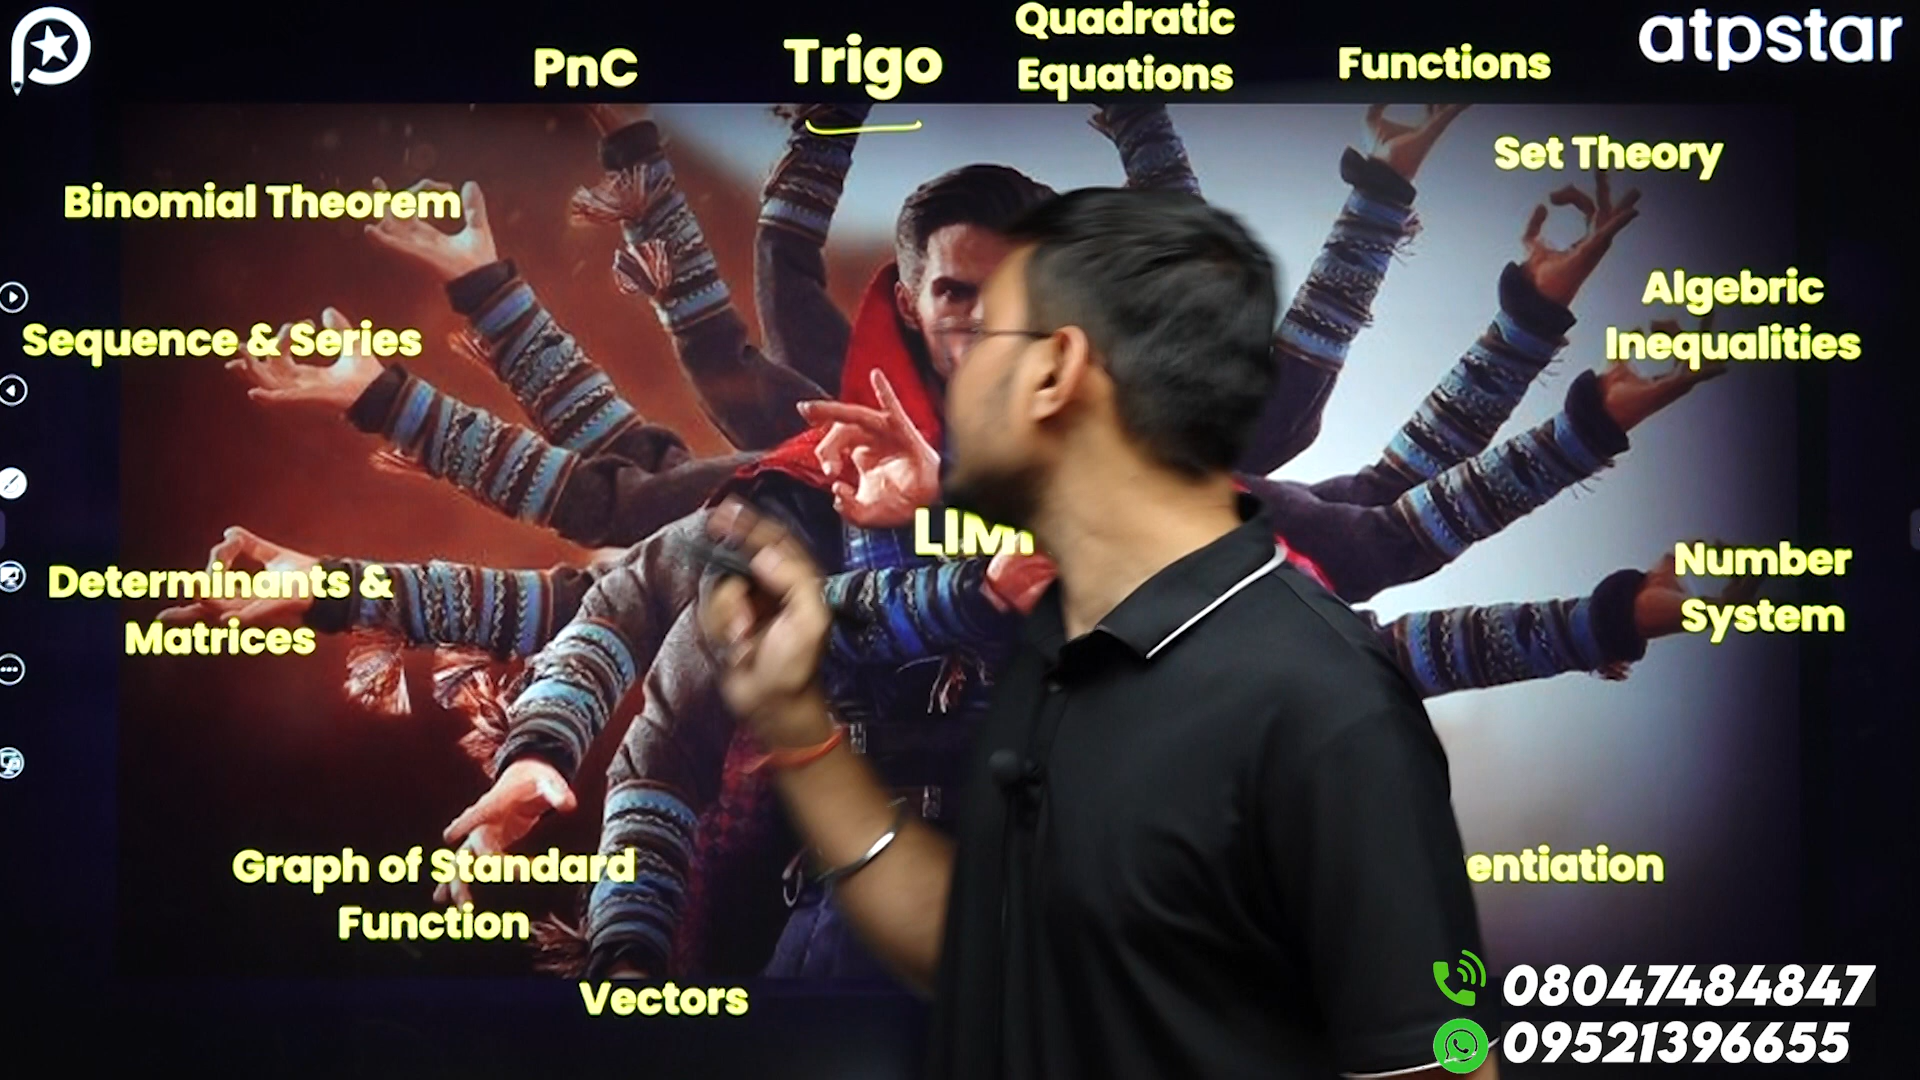 PnC
Trigo
Quadratic
Equations
Functions
atpstar
Set Theory
Binomial Theorem
Algebric
Inequalities
Sequence & Series
LIM
Number
System
Determinants &
Matrices
Graph of Standard
Function
entiation
Vectors
08047484847
09521396655